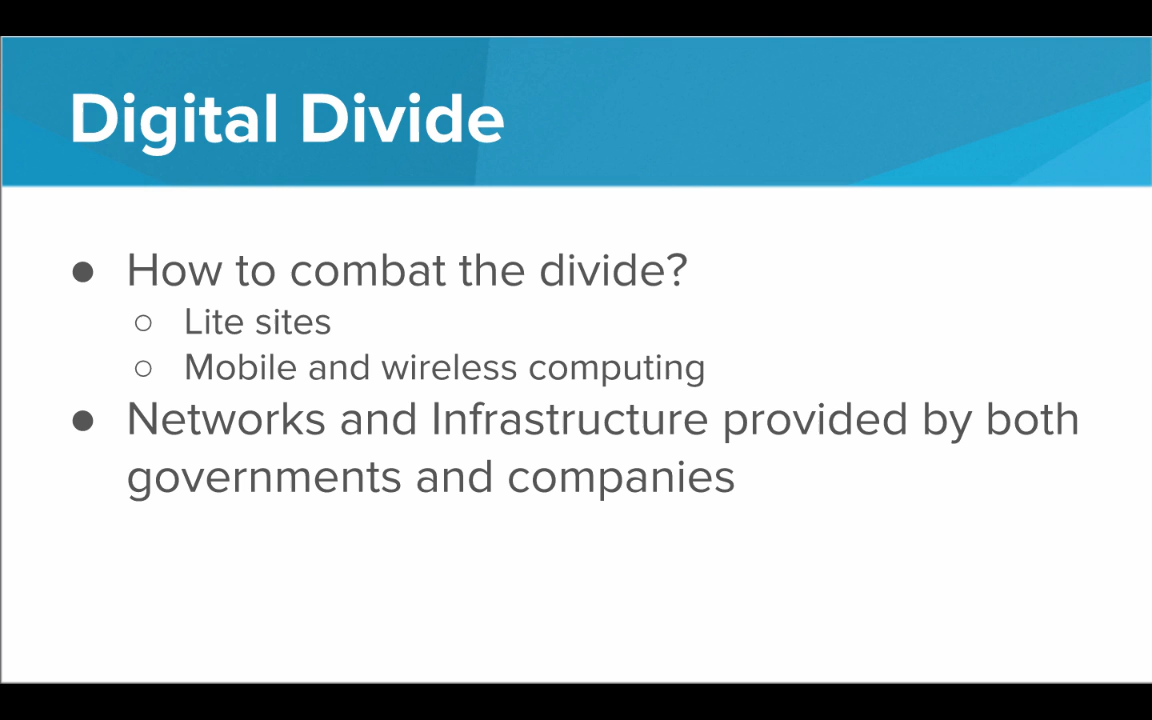 Digital Divide
● How to combat the divide?
○ Lite sites
○ Mobile and wireless computing
● Networks and Infrastructure provided by both
governments and companies